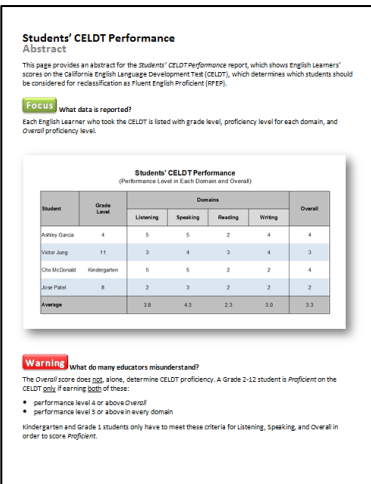 Students' CELDT Performance
Abstract
This page provides an abstract for the Students' CELDT Performance report, which shows English Learners'
scores on the California English Language Development Test (CELDT), which determines which students should
be considered for reclassification as Fluent English Proficient (RFEP).
Focus What data is reported?
Each English Learner who took the CELDT is listed with grade level, proficiency level for each domain, and
Overall proficiency level.
Students' CELDT Performance
(Performance Level in Each Domain and Overall)
Student Grade Level Domains Overall
Listening Speaking Reading Writing
Ashley Garcia 4 5 5 2 4 4
Victor Jung 11 3 4 3 4 3
Cho McDonald Kindergarten 5 5 2 2 4
Jose Patel 8 2 3 2 2 2
Average 3.8 4.3 2.3 3.0 3.3
Warning What do many educators misunderstand?
The Overall score does not, alone, determine CELDT proficiency. A Grade 2-12 student is Proficient on the
CELDT only if earning both of these:
• performance level 4 or above Overall
• performance level 3 or above in every domain
Kindergarten and Grade 1 students only have to meet these criteria for Listening, Speaking, and Overall in
order to score Proficient.